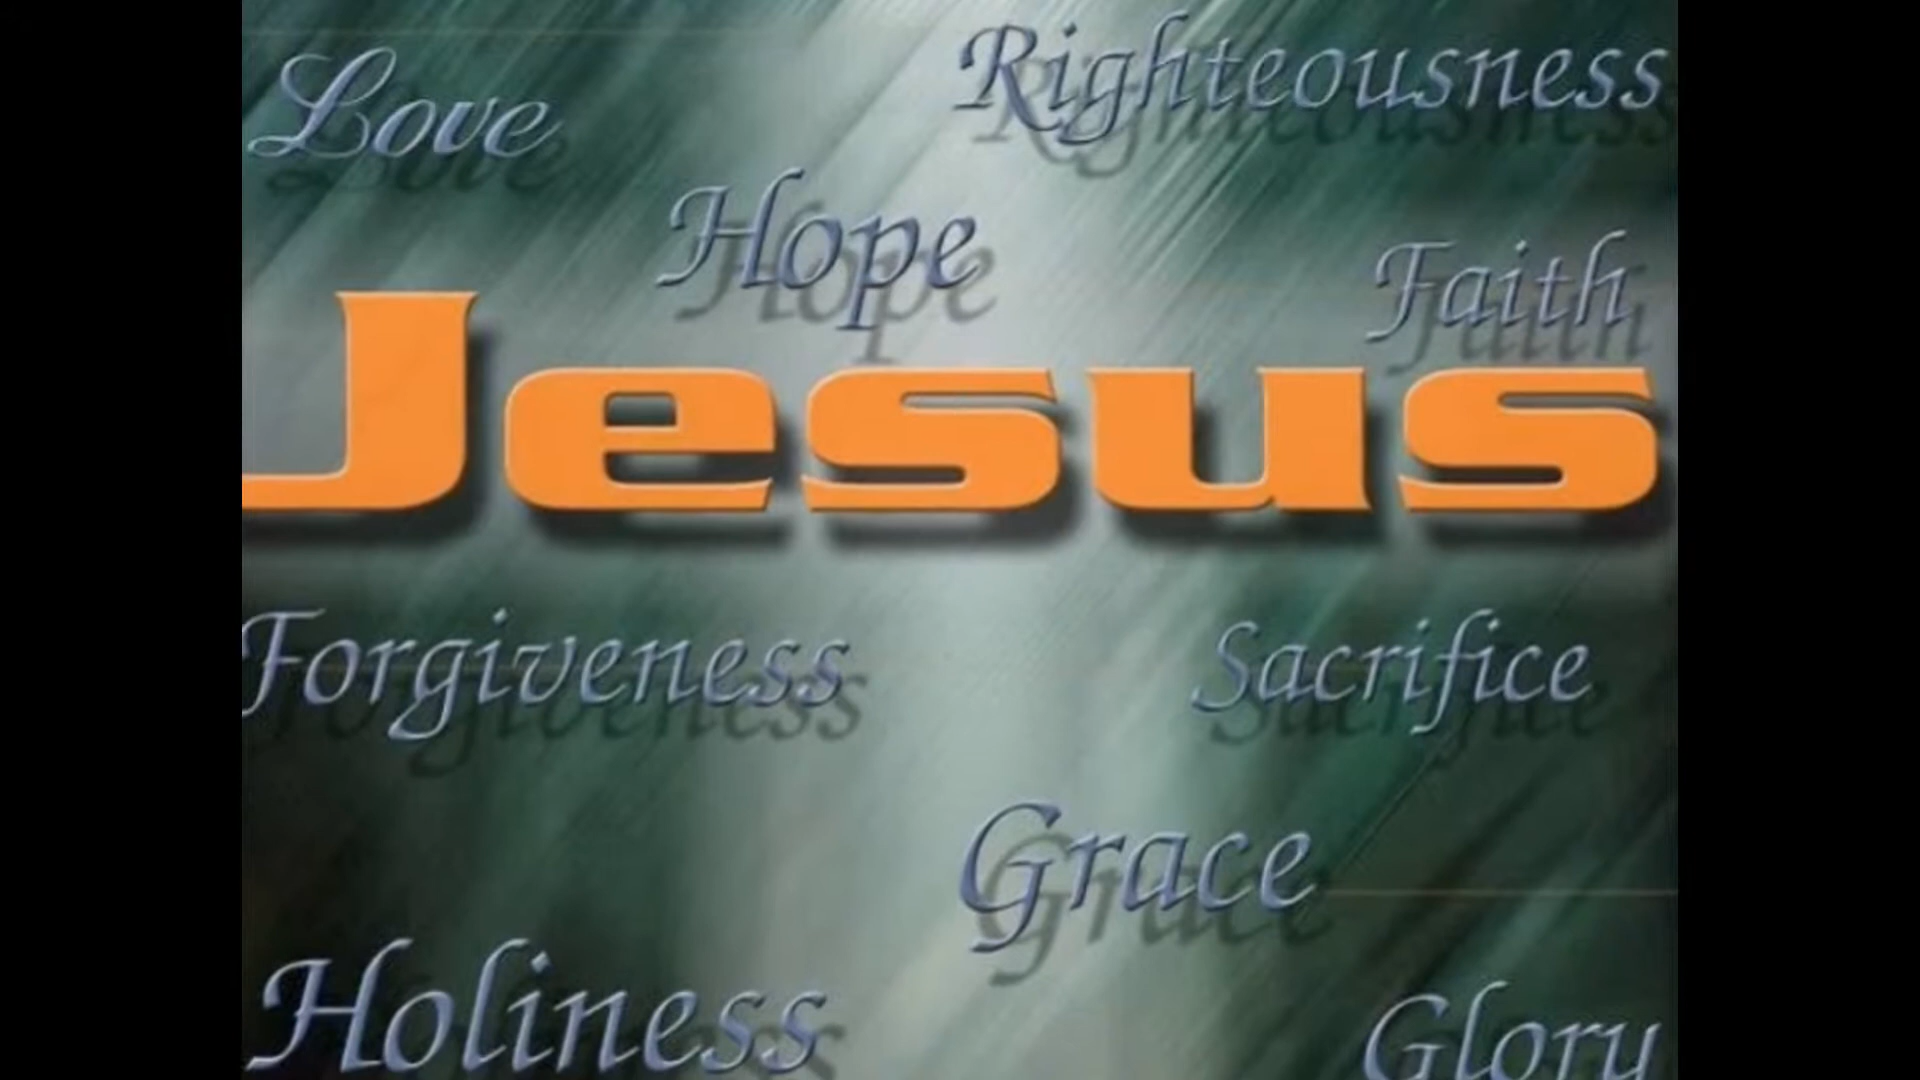 Love
Righteousness
Hope
Faith
Jesus
Forgiveness
Sacrifice
Grace
Holiness
Glory